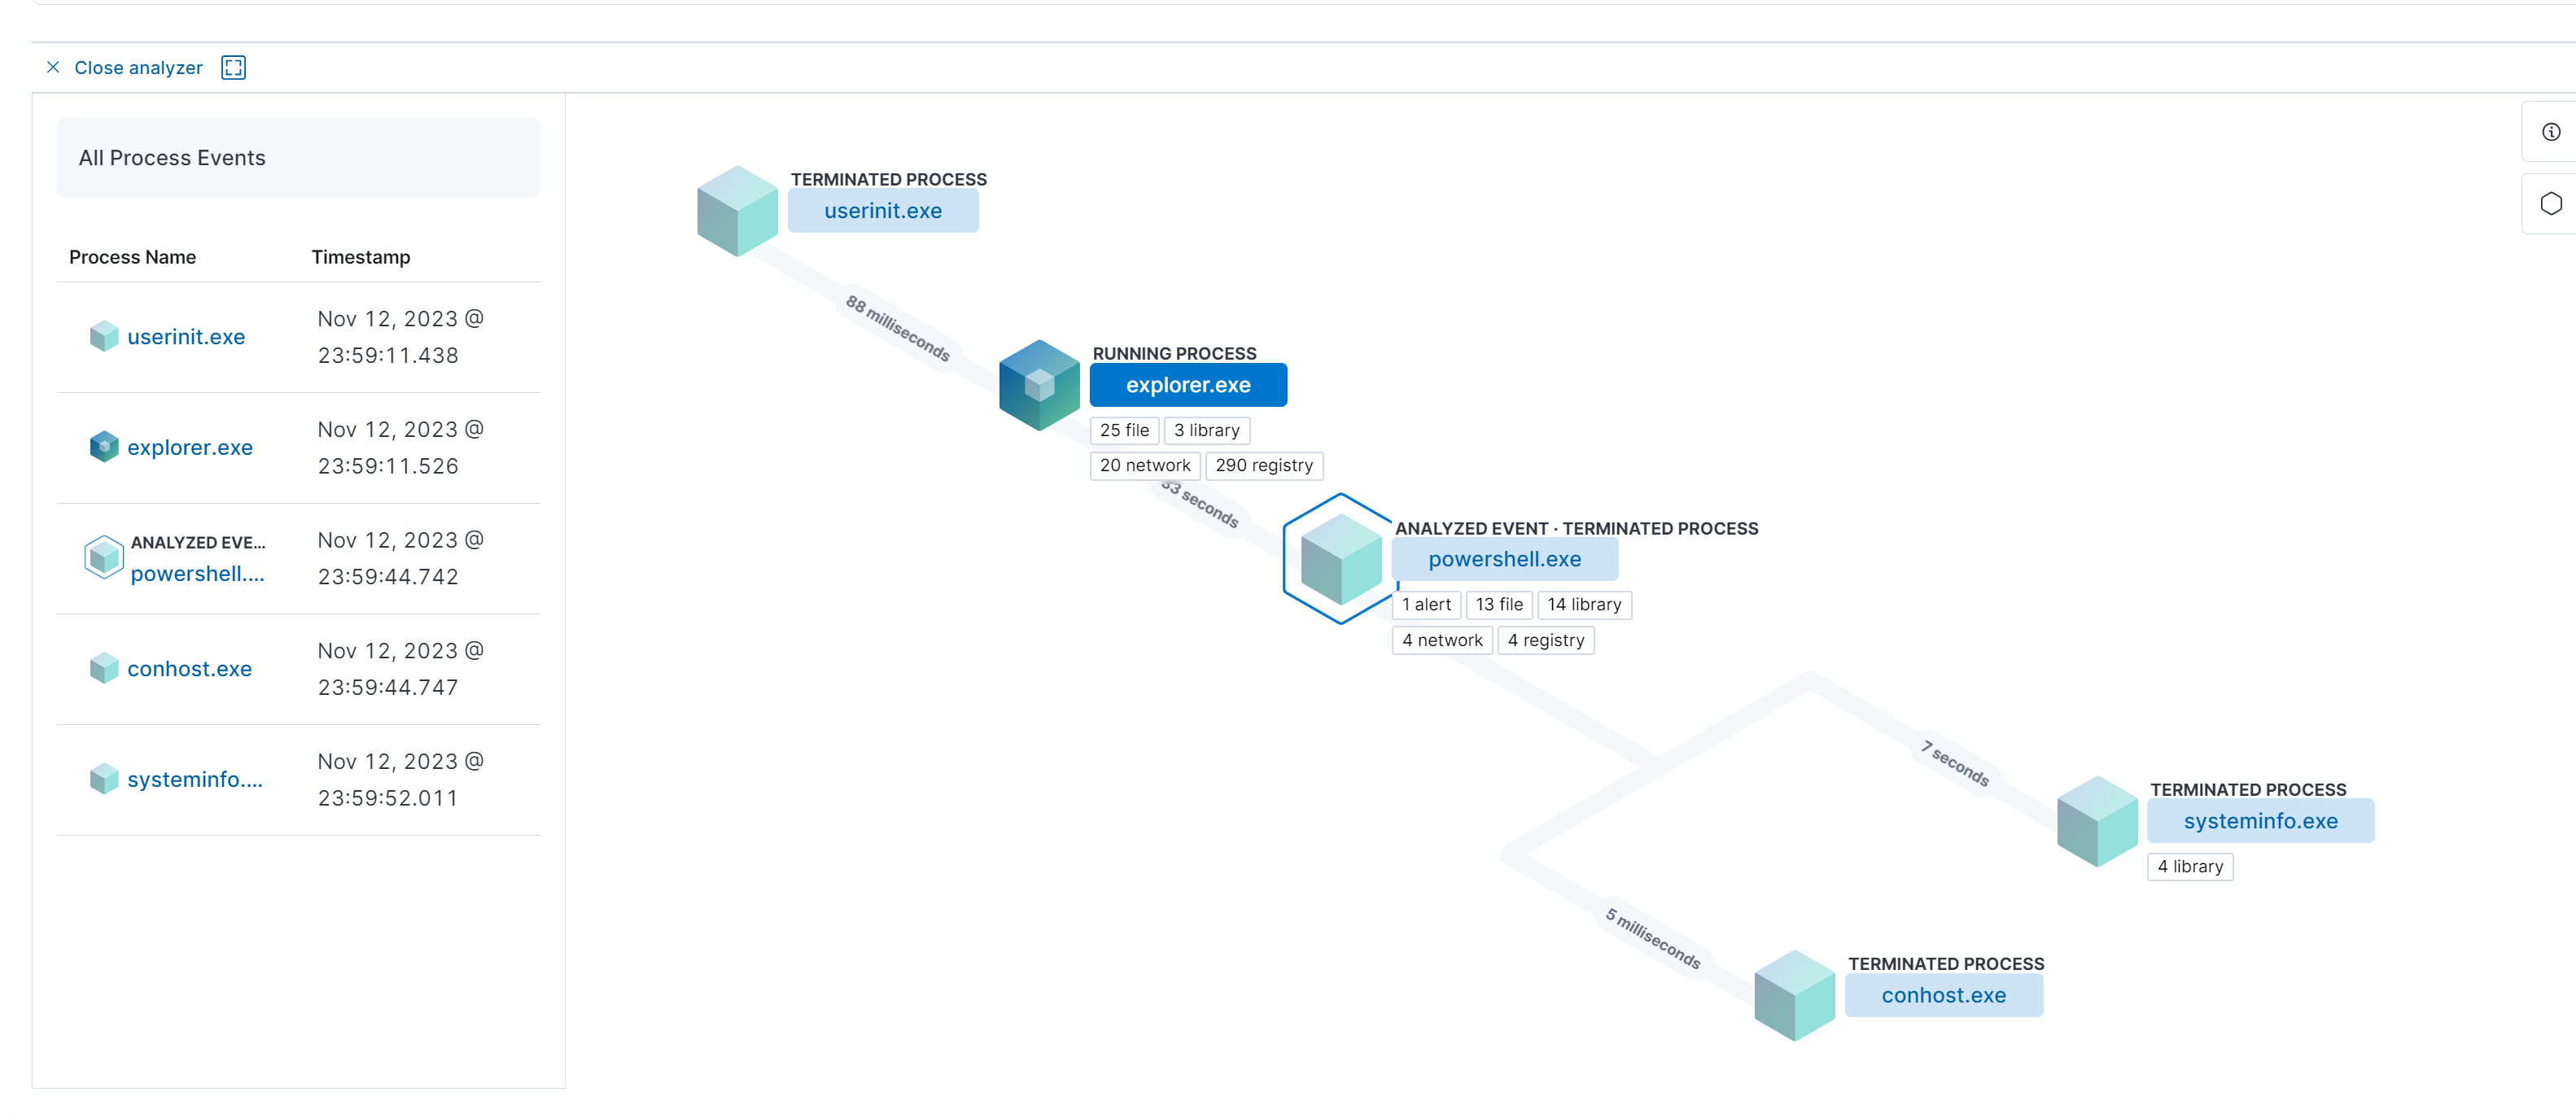 Close analyzer
All Process Events
Process Name Timestamp
userinit.exe
Nov 12, 2023 @
23:59:11.438
explorer.exe
Nov 12, 2023 @
23:59:11.526
ANALYZED EVE...
powershell....
Nov 12, 2023 @
23:59:44.742
conhost.exe
Nov 12, 2023 @
23:59:44.747
systeminfo....
Nov 12, 2023 @
23:59:52.011
TERMINATED PROCESS
userinit.exe
88 milliseconds
RUNNING PROCESS
explorer.exe
25 file 3 library
20 network 290 registry
33 seconds
ANALYZED EVENT · TERMINATED PROCESS
powershell.exe
1 alert 13 file 14 library
4 network 4 registry
7 seconds
TERMINATED PROCESS
systeminfo.exe
4 library
5 milliseconds
TERMINATED PROCESS
conhost.exe